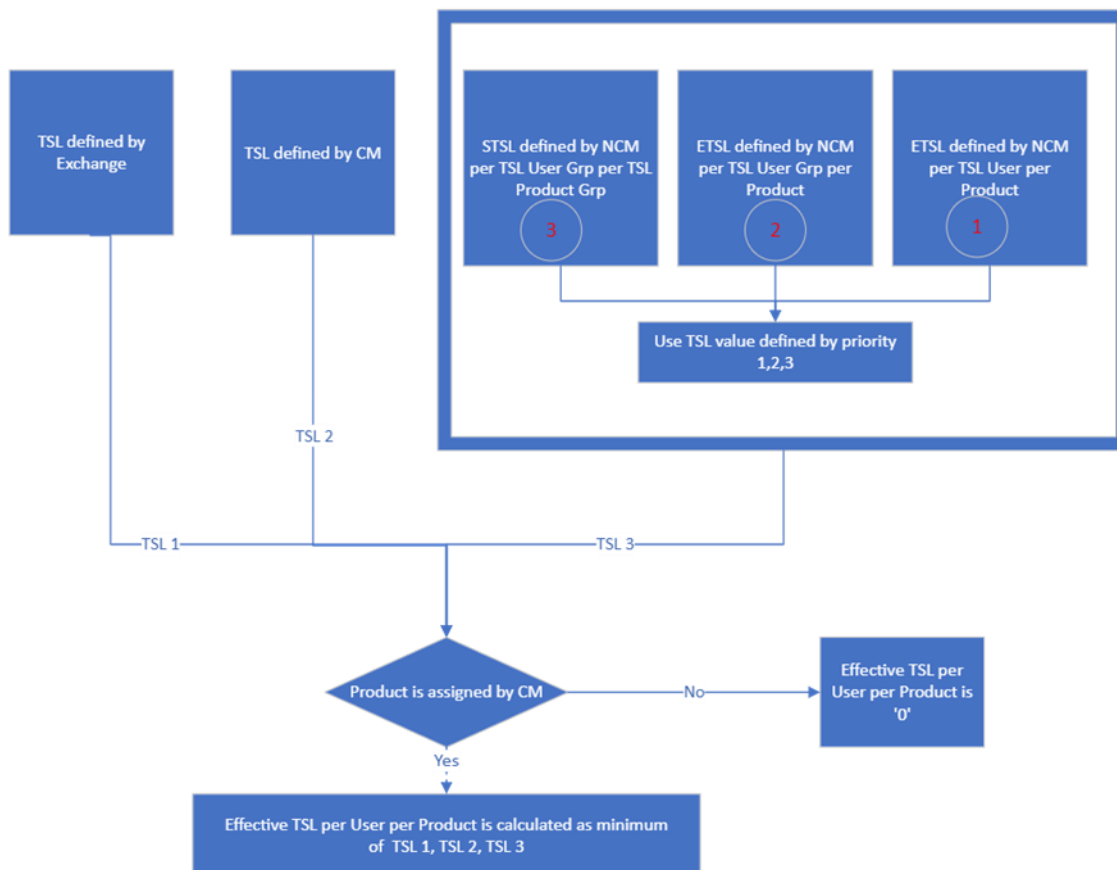 TSL defined by
Exchange
TSL defined by CM
STSL defined by NCM
per TSL User Grp per TSL
Product Grp
3
ETSL defined by NCM
per TSL User Grp per
Product
2
ETSL defined by NCM
per TSL User per
Product
1
Use TSL value defined by priority
1,2,3
TSL 2
TSL 1
TSL 3
Product is assigned by CM
No
Effective TSL per
User per Product is
'0'
Yes
Effective TSL per User per Product is calculated as minimum
of TSL 1, TSL 2, TSL 3